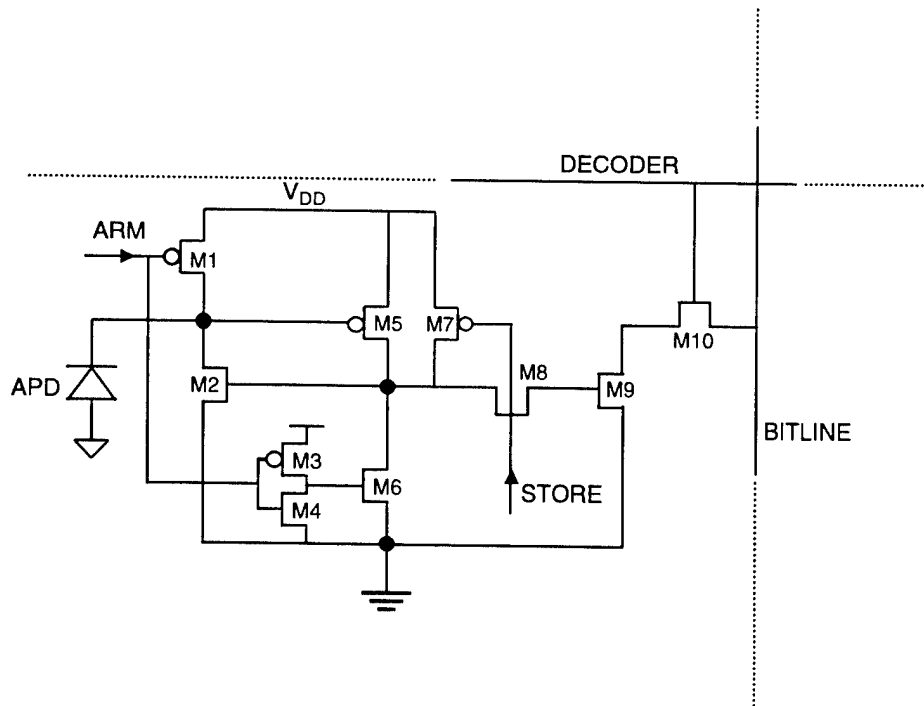 DECODER
V_DD
ARM
M1
M5
M7
M10
M8
APD
M2
M9
BITLINE
M3
M6
M4
STORE